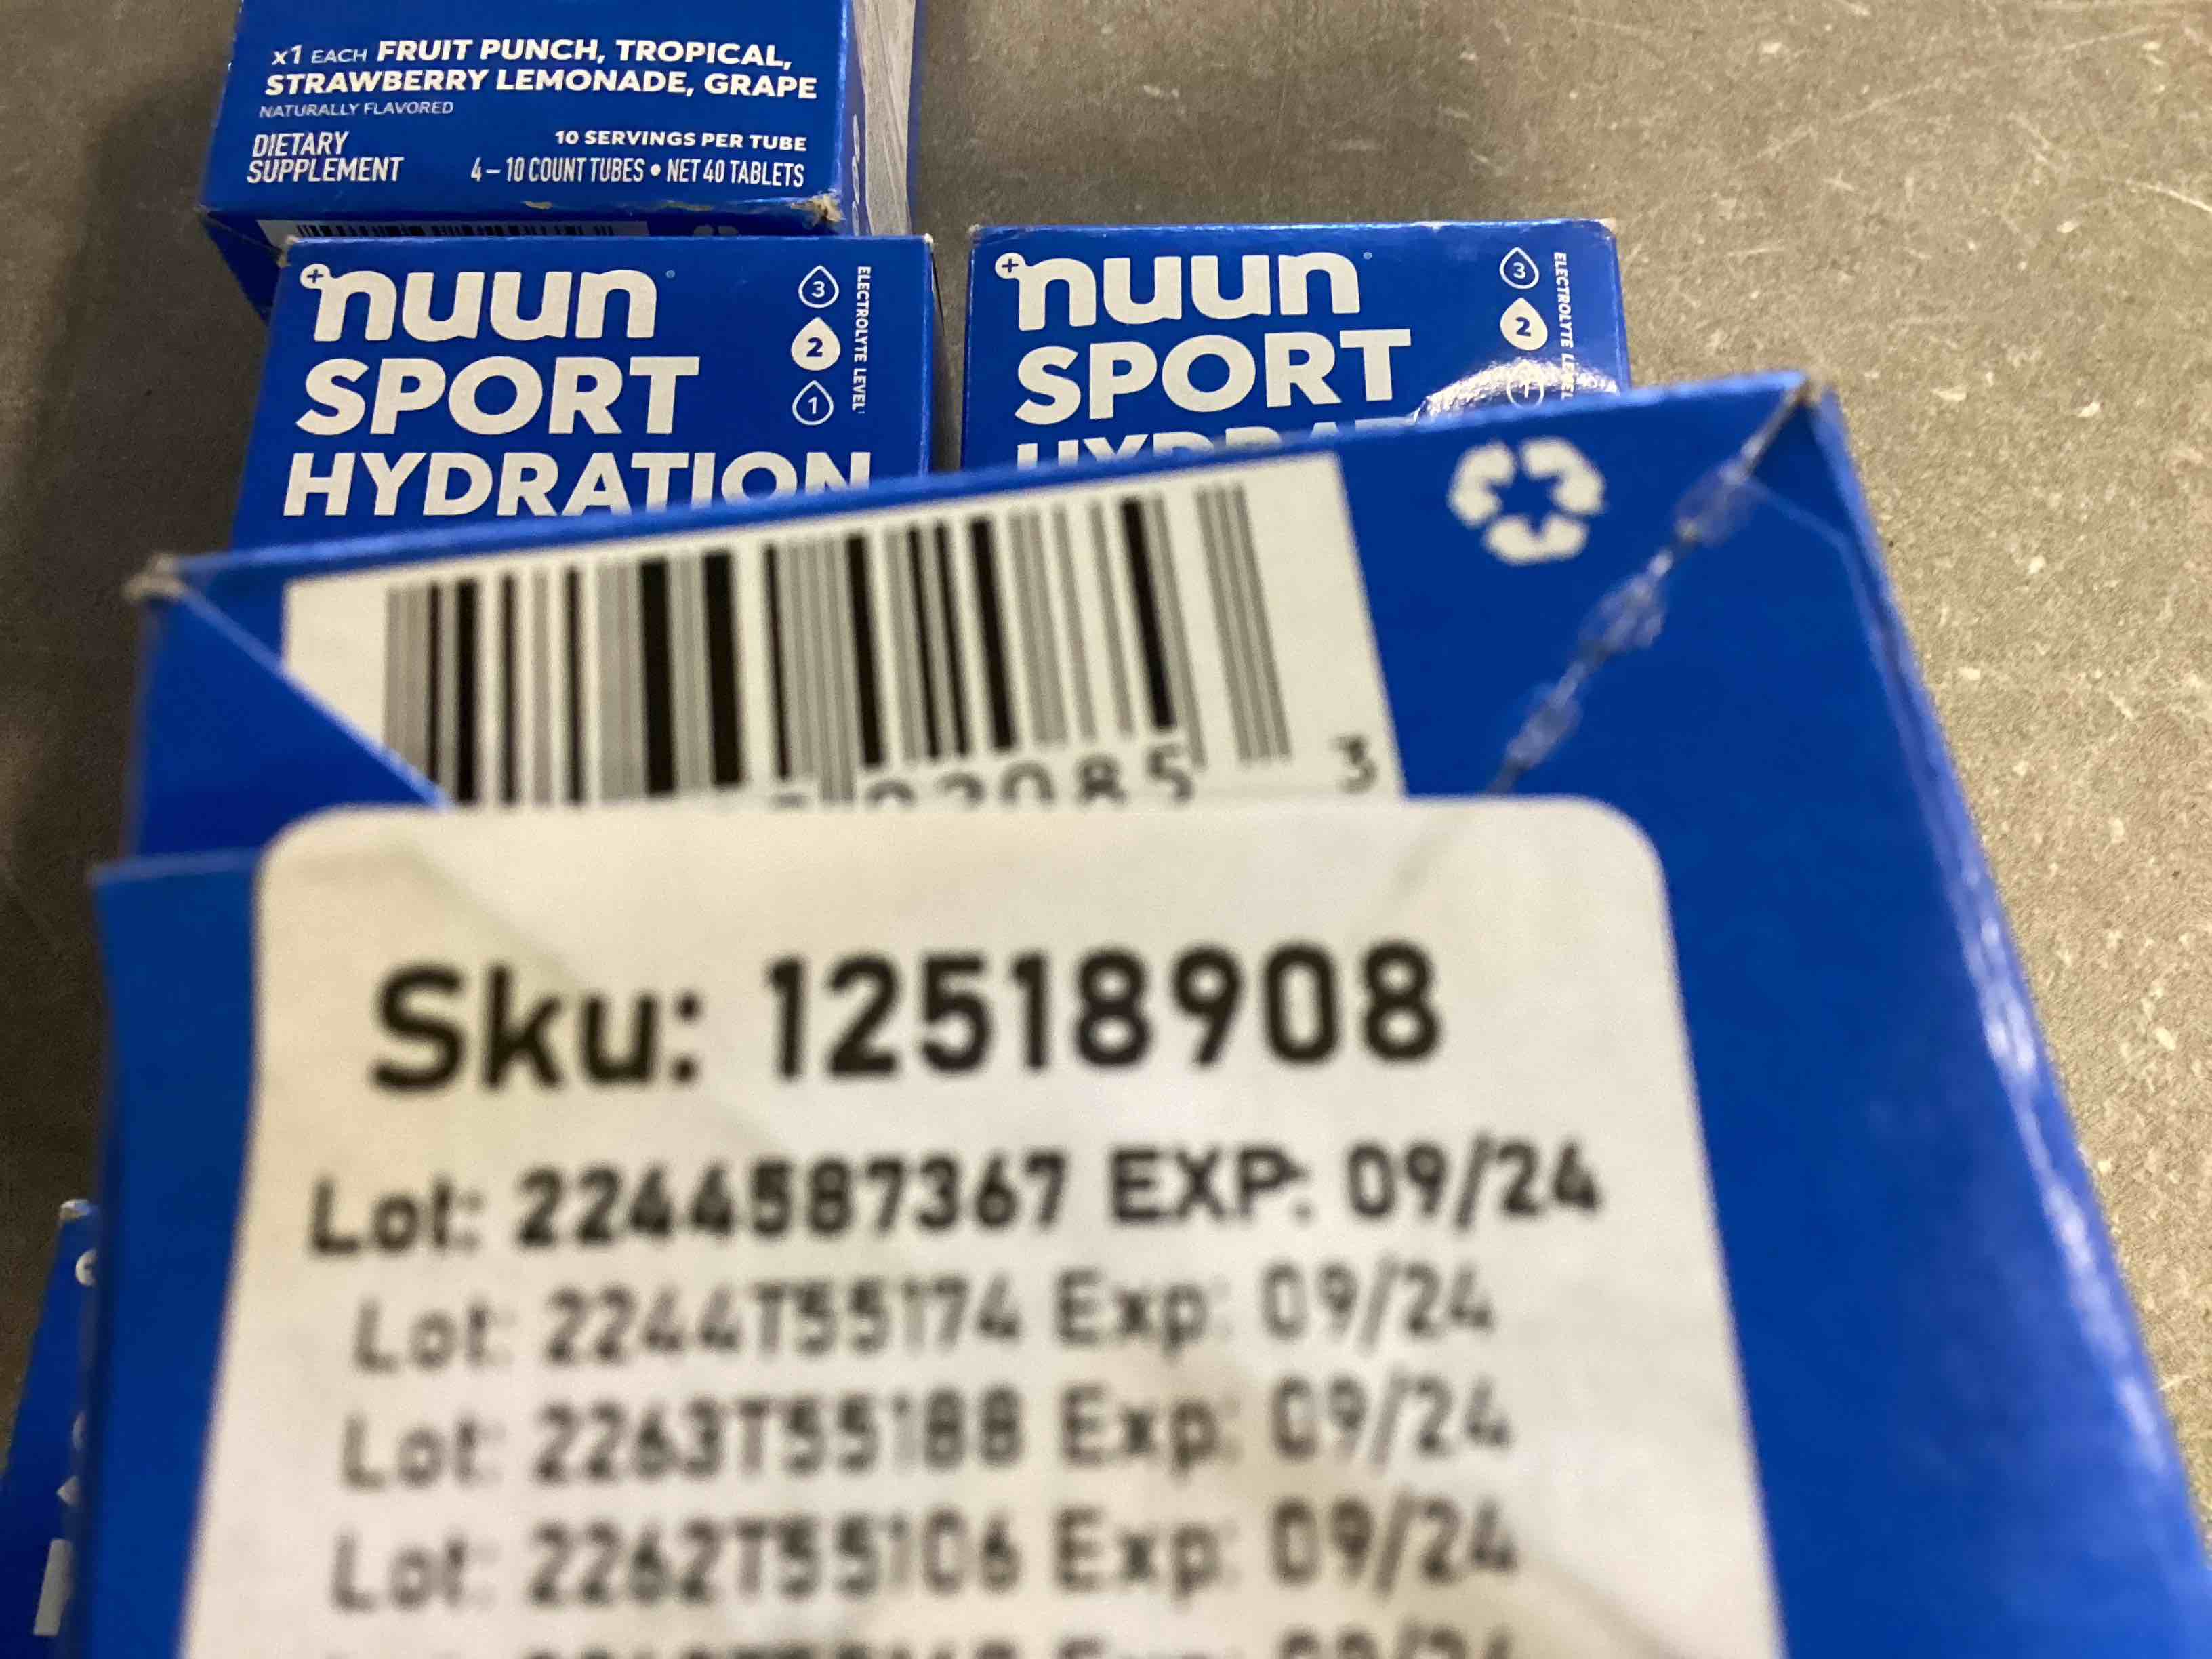 x1 EACH FRUIT PUNCH, TROPICAL,
STRAWBERRY LEMONADE, GRAPE
NATURALLY FLAVORED
DIETARY
SUPPLEMENT
10 SERVINGS PER TUBE
4–10 COUNT TUBES • NET 40 TABLETS
nuun
SPORT
HYDRATION
3
2
1
ELECTROLYTE LEVEL
nuun
SPORT
3
2
1
ELECTROLYTE
3
Sku: 12518908
Lot: 2244587367 EXP: 09/24
Lot: 2244T55174 Exp: 09/24
Lot: 2263T55188 Exp: 09/24
Lot: 2262T55106 Exp: 09/24